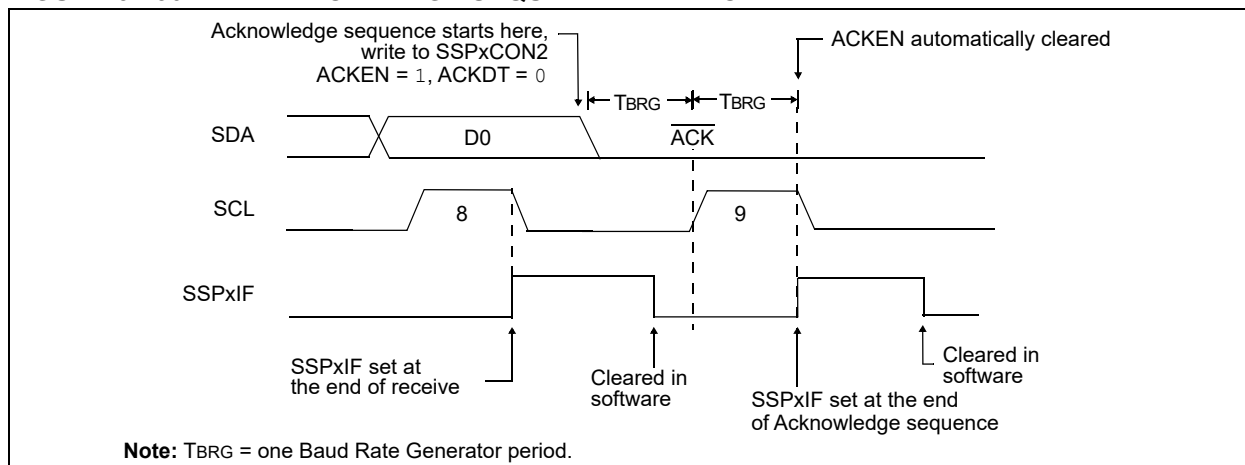 Acknowledge sequence starts here,
write to SSPxCON2
ACKEN = 1, ACKDT = 0
ACKEN automatically cleared
TBRG
TBRG
SDA
D0
ACK
SCL
8
9
SSPxIF
SSPxIF set at
the end of receive
Cleared in
software
SSPxIF set at the end
of Acknowledge sequence
Cleared in
software
Note: TBRG = one Baud Rate Generator period.